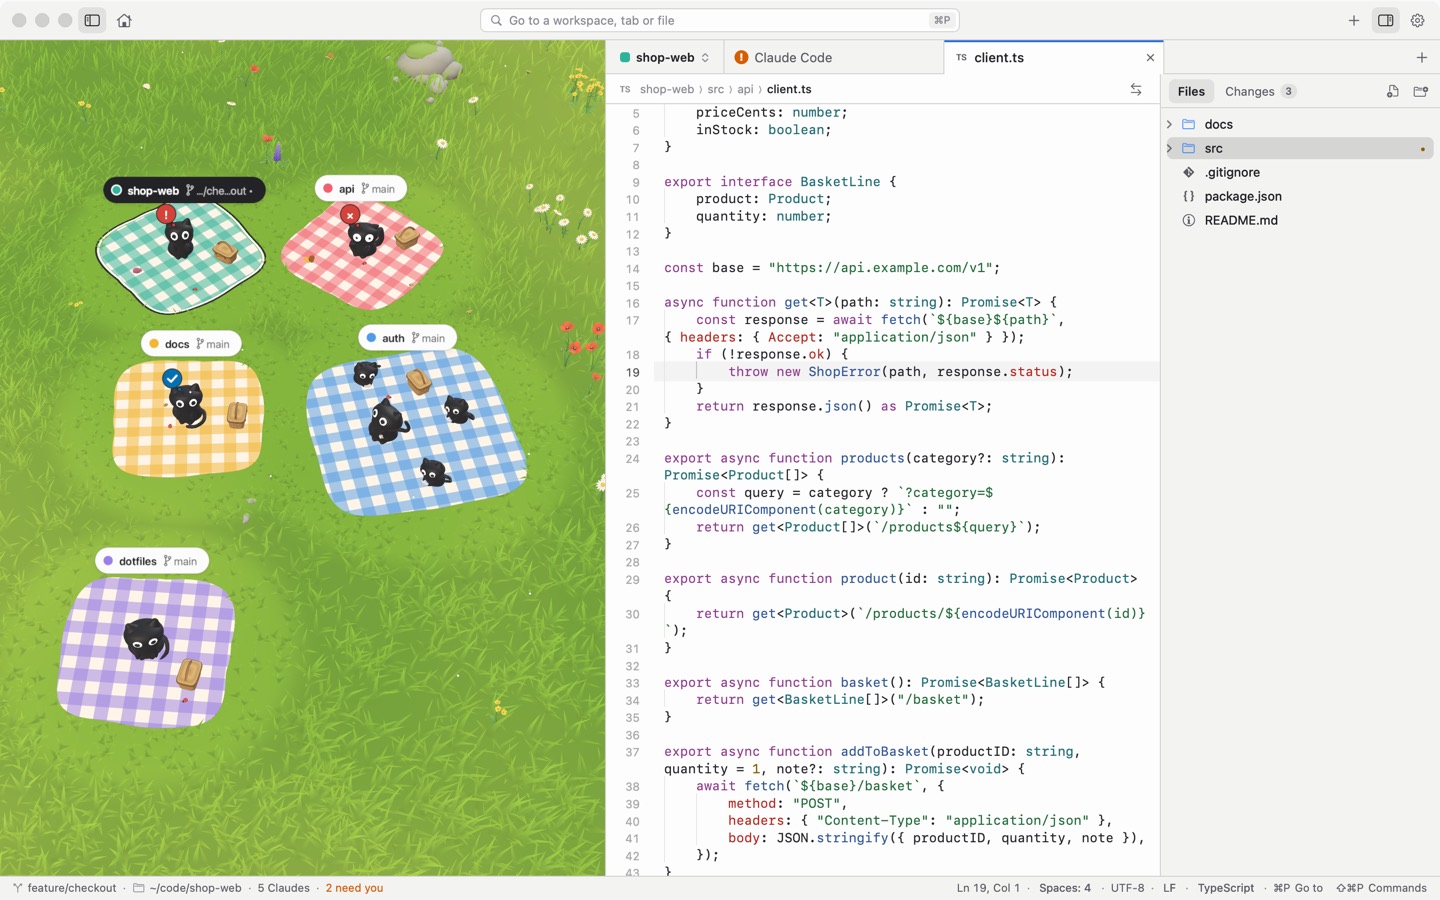 Go to a workspace, tab or file
⌘P
shop-web
Claude Code
TS client.ts
TS shop-web › src › api › client.ts
Files
Changes 3
docs
src
.gitignore
package.json
README.md
shop-web …/che…out
api main
docs main
auth main
dotfiles main
5 priceCents: number;
6 inStock: boolean;
7 }
8
9 export interface BasketLine {
10 product: Product;
11 quantity: number;
12 }
13
14 const base = "https://api.example.com/v1";
15
16 async function get<T>(path: string): Promise<T> {
17 const response = await fetch(`${base}${path}`,
{ headers: { Accept: "application/json" } });
18 if (!response.ok) {
19 throw new ShopError(path, response.status);
20 }
21 return response.json() as Promise<T>;
22 }
23
24 export async function products(category?: string):
Promise<Product[]> {
25 const query = category ? `?category=$
{encodeURIComponent(category)}` : "";
26 return get<Product[]>(`/products${query}`);
27 }
28
29 export async function product(id: string): Promise<Product>
{
30 return get<Product>(`/products/${encodeURIComponent(id)}
`);
31 }
32
33 export async function basket(): Promise<BasketLine[]> {
34 return get<BasketLine[]>("/basket");
35 }
36
37 export async function addToBasket(productID: string,
quantity = 1, note?: string): Promise<void> {
38 await fetch(`${base}/basket`, {
39 method: "POST",
40 headers: { "Content-Type": "application/json" },
41 body: JSON.stringify({ productID, quantity, note }),
42 });
43 }
feature/checkout · ~/code/shop-web · 5 Claudes · 2 need you
Ln 19, Col 1 · Spaces: 4 · UTF-8 · LF · TypeScript · ⌘P Go to ⇧⌘P Commands